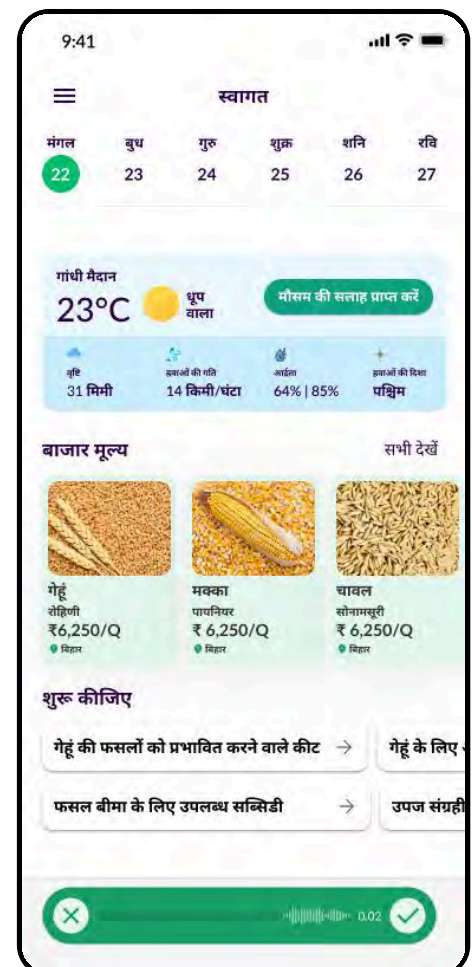 9:41
स्वागत
मंगल बुध गुरु शुक्र शनि रवि
22 23 24 25 26 27
गांधी मैदान
23°C धूप वाला
मौसम की सलाह प्राप्त करें
वृष्टि हवाओं की गति आर्द्रता हवाओं की दिशा
31 मिमी 14 किमी/घंटा 64% | 85% पश्चिम
बाजार मूल्य सभी देखें
गेहूं मक्का चावल
रोहिणी पायनियर सोनामसूरी
₹6,250/Q ₹ 6,250/Q ₹ 6,250/Q
बिहार बिहार बिहार
शुरू कीजिए
गेहूं की फसलों को प्रभावित करने वाले कीट → गेहूं के लिए
फसल बीमा के लिए उपलब्ध सब्सिडी → उपज संग्रही
0.02